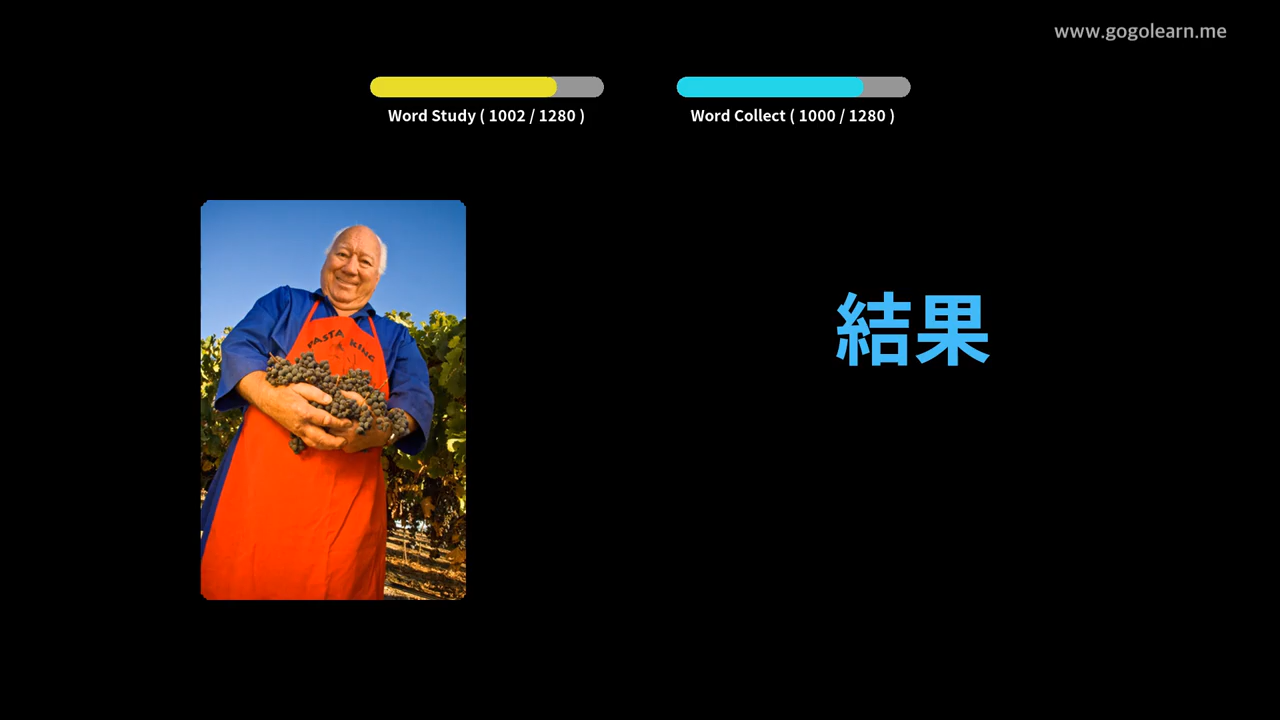 www.gogolearn.me
Word Study ( 1002 / 1280 )
Word Collect ( 1000 / 1280 )
PASTA KING
結果